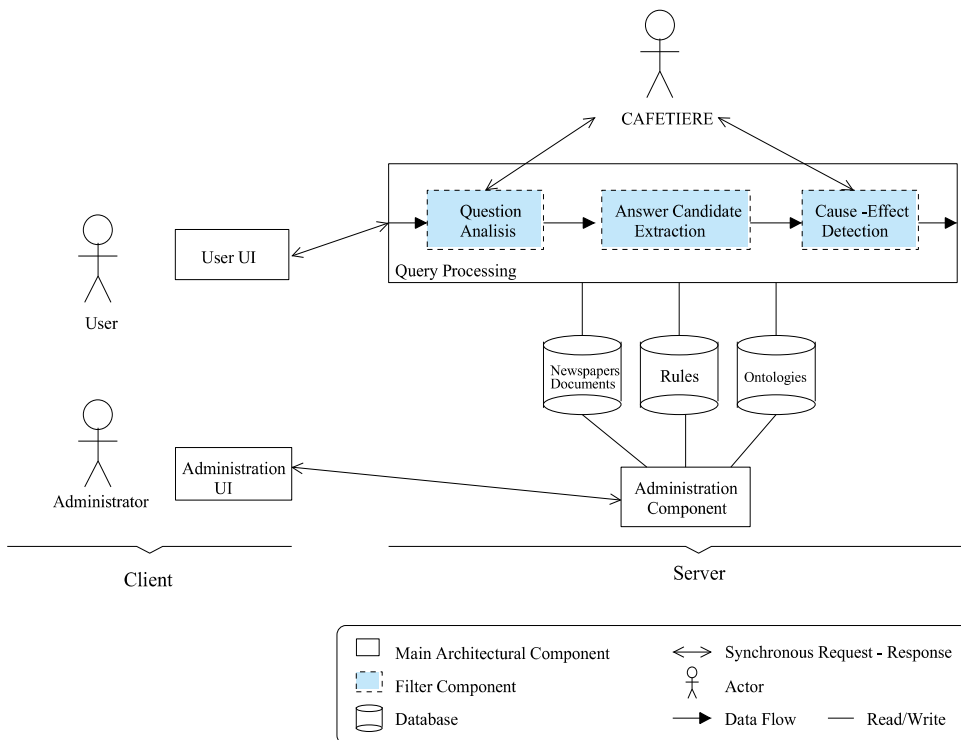 CAFETIERE
Question
Analisis
Answer Candidate
Extraction
Cause -Effect
Detection
Query Processing
User UI
User
Newspapers
Documents
Rules
Ontologies
Administration
UI
Administrator
Administration
Component
Client
Server
Main Architectural Component
Synchronous Request - Response
Filter Component
Actor
Database
Data Flow
Read/Write